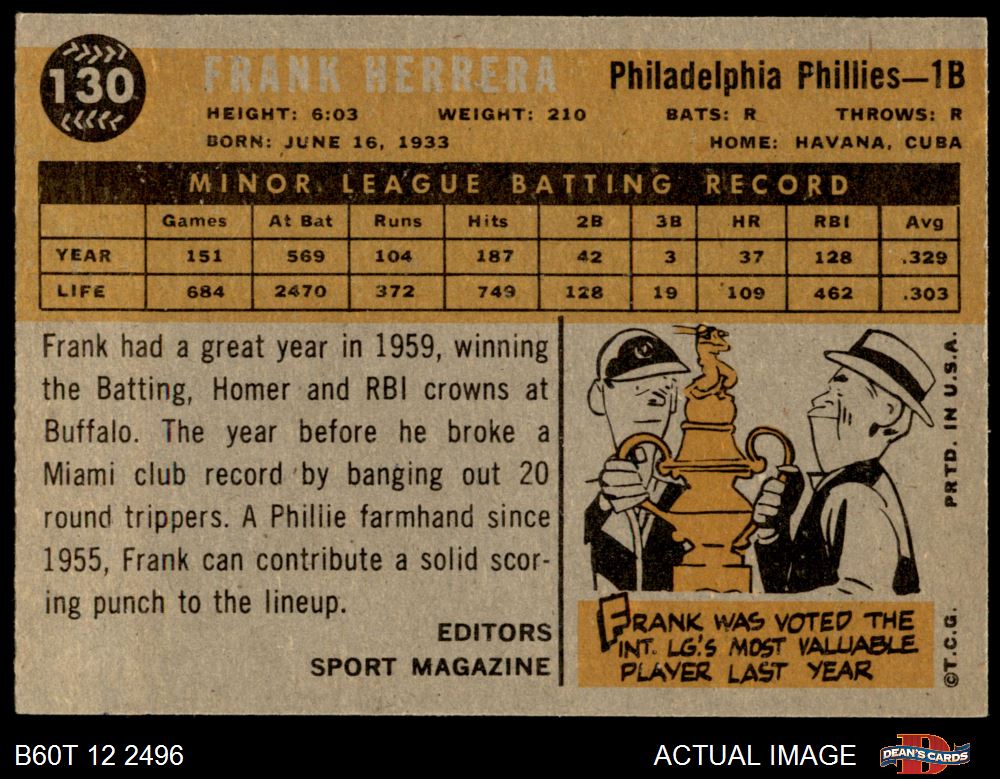 130
FRANK HERRERA
Philadelphia Phillies—1B
HEIGHT: 6:03 WEIGHT: 210 BATS: R THROWS: R
BORN: JUNE 16, 1933 HOME: HAVANA, CUBA
MINOR LEAGUE BATTING RECORD
Games At Bat Runs Hits 2B 3B HR RBI Avg
YEAR 151 569 104 187 42 3 37 128 .329
LIFE 684 2470 372 749 128 19 109 462 .303
Frank had a great year in 1959, winning
the Batting, Homer and RBI crowns at
Buffalo. The year before he broke a
Miami club record by banging out 20
round trippers. A Phillie farmhand since
1955, Frank can contribute a solid scor-
ing punch to the lineup.
EDITORS
SPORT MAGAZINE
FRANK WAS VOTED THE
INT. LG.'S MOST VALUABLE
PLAYER LAST YEAR
©T.C.G. PRTD. IN U.S.A.
B60T 12 2496
ACTUAL IMAGE
D
DEAN'S CARDS